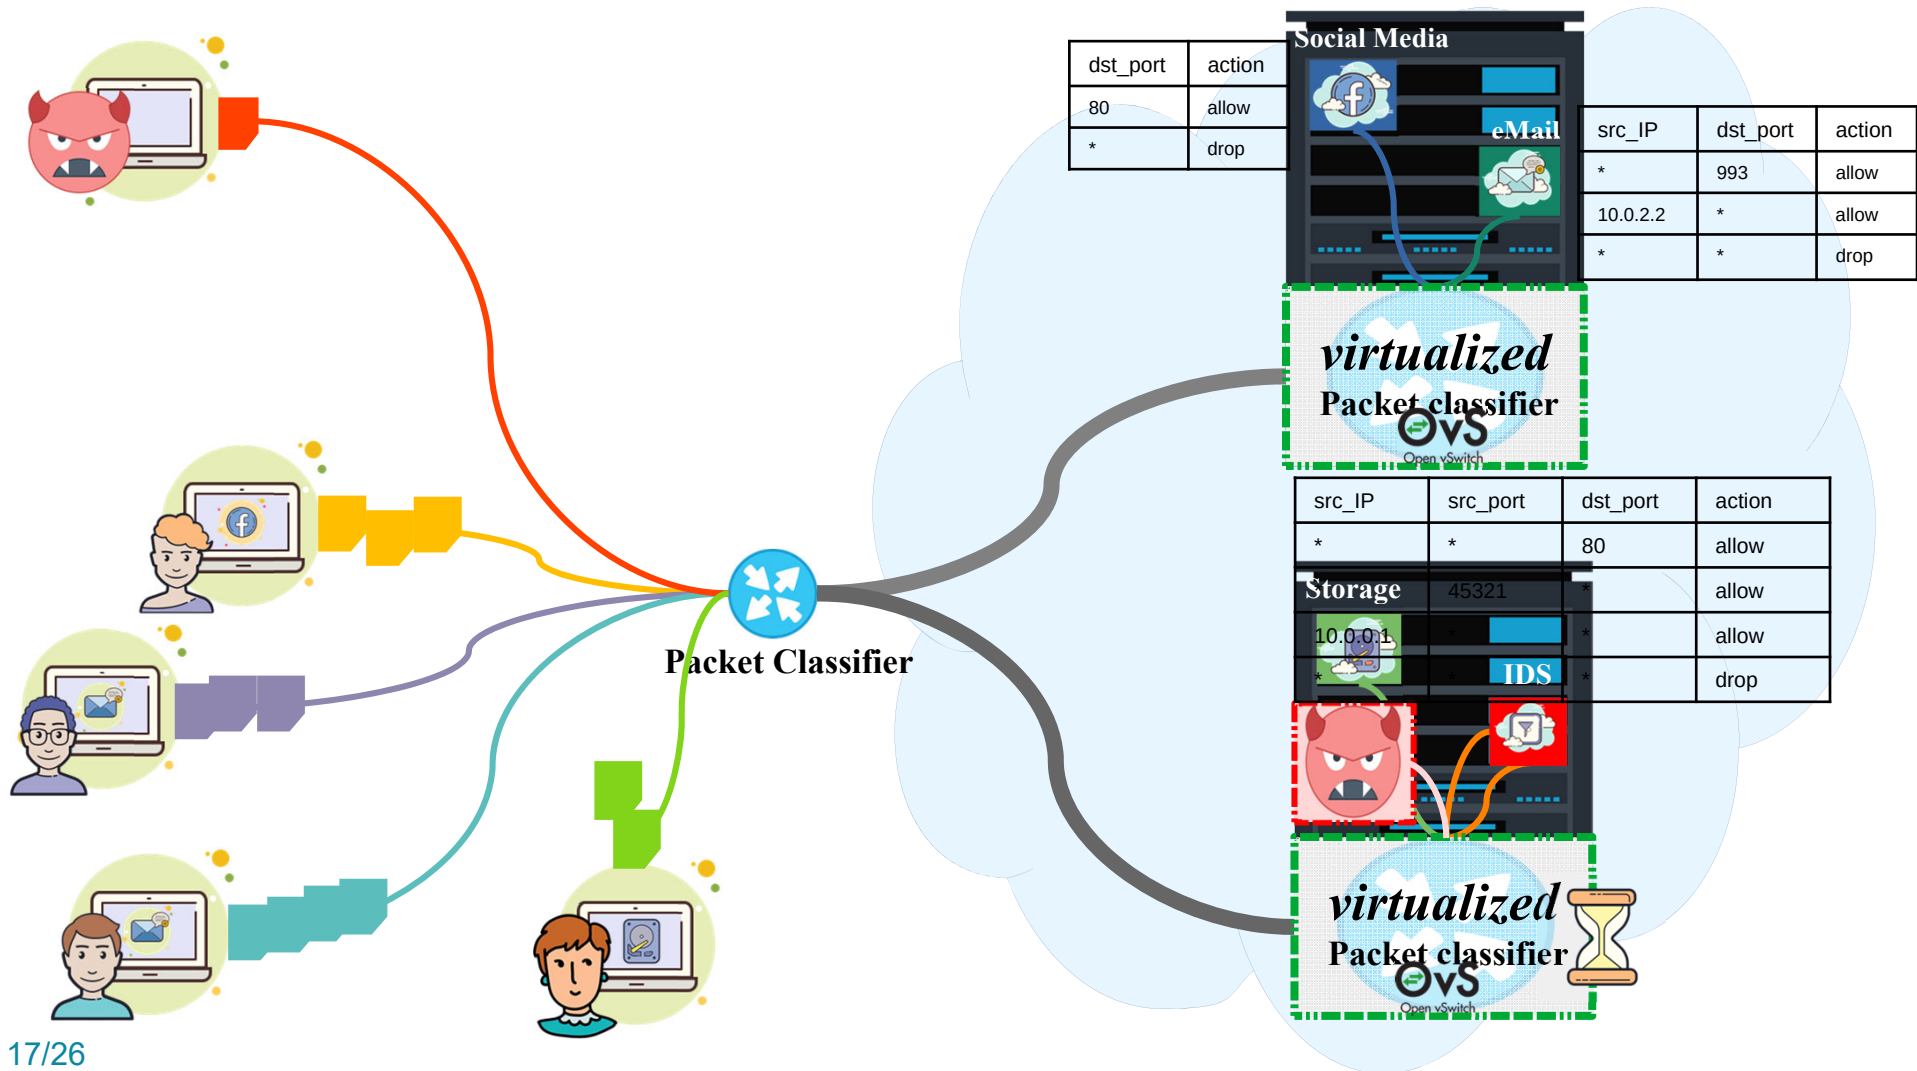 Social Media
dst_port action
80 allow
* drop
eMail
src_IP dst_port action
* 993 allow
10.0.2.2 * allow
* * drop
virtualized
Packet classifier
OvS
Open vSwitch
src_IP src_port dst_port action
* * 80 allow
* 45321 * allow
10.0.0.1 * * allow
* * * drop
Storage
IDS
Packet Classifier
virtualized
Packet classifier
OvS
Open vSwitch
17/26